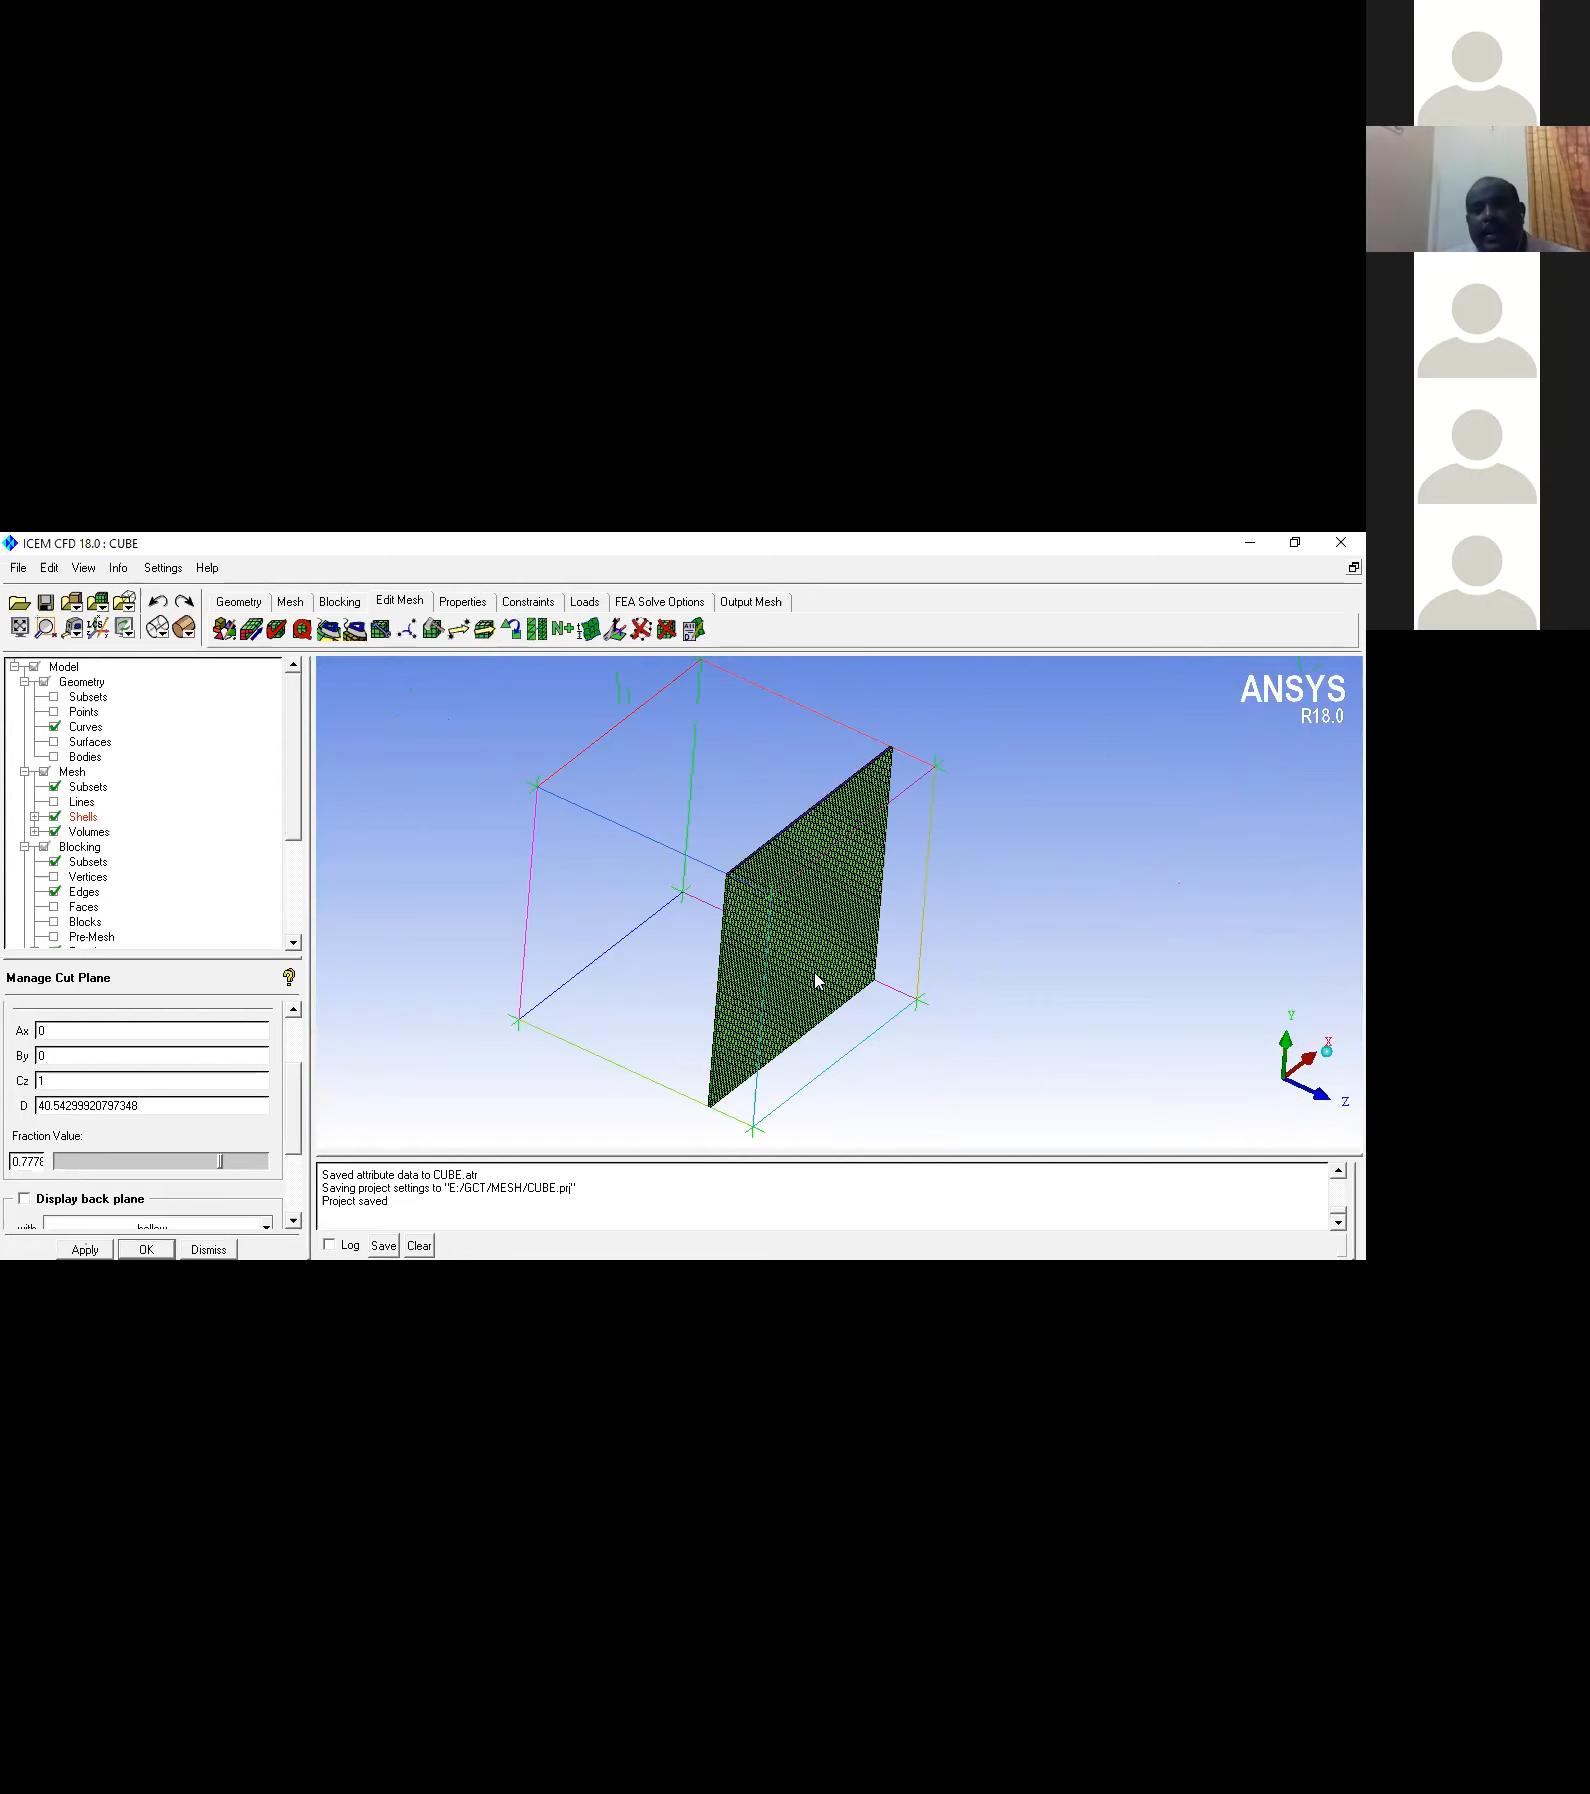 ICEM CFD 18.0 : CUBE
File Edit View Info Settings Help
Geometry Mesh Blocking Edit Mesh Properties Constraints Loads FEA Solve Options Output Mesh
Model
Geometry
Subsets
Points
Curves
Surfaces
Bodies
Mesh
Subsets
Lines
Shells
Volumes
Blocking
Subsets
Vertices
Edges
Faces
Blocks
Pre-Mesh
ANSYS
R18.0
Y
X
Z
Manage Cut Plane
Ax 0
By 0
Cz 1
D 40.54299920797348
Fraction Value:
0.7778
Display back plane
with hollow
Apply OK Dismiss
Saved attribute data to CUBE.atr
Saving project settings to "E:/GCT/MESH/CUBE.prj"
Project saved
Log Save Clear